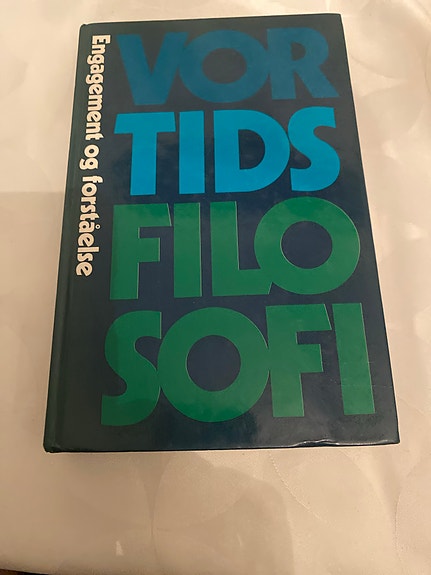 VOR
TIDS
FILO
SOFI
Engagement og forståelse